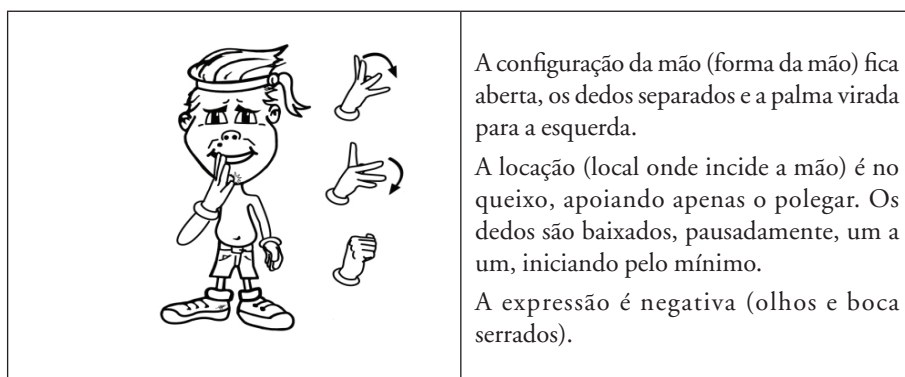 A configuração da mão (forma da mão) fica
aberta, os dedos separados e a palma virada
para a esquerda.
A locação (local onde incide a mão) é no
queixo, apoiando apenas o polegar. Os
dedos são baixados, pausadamente, um a
um, iniciando pelo mínimo.
A expressão é negativa (olhos e boca
serrados).